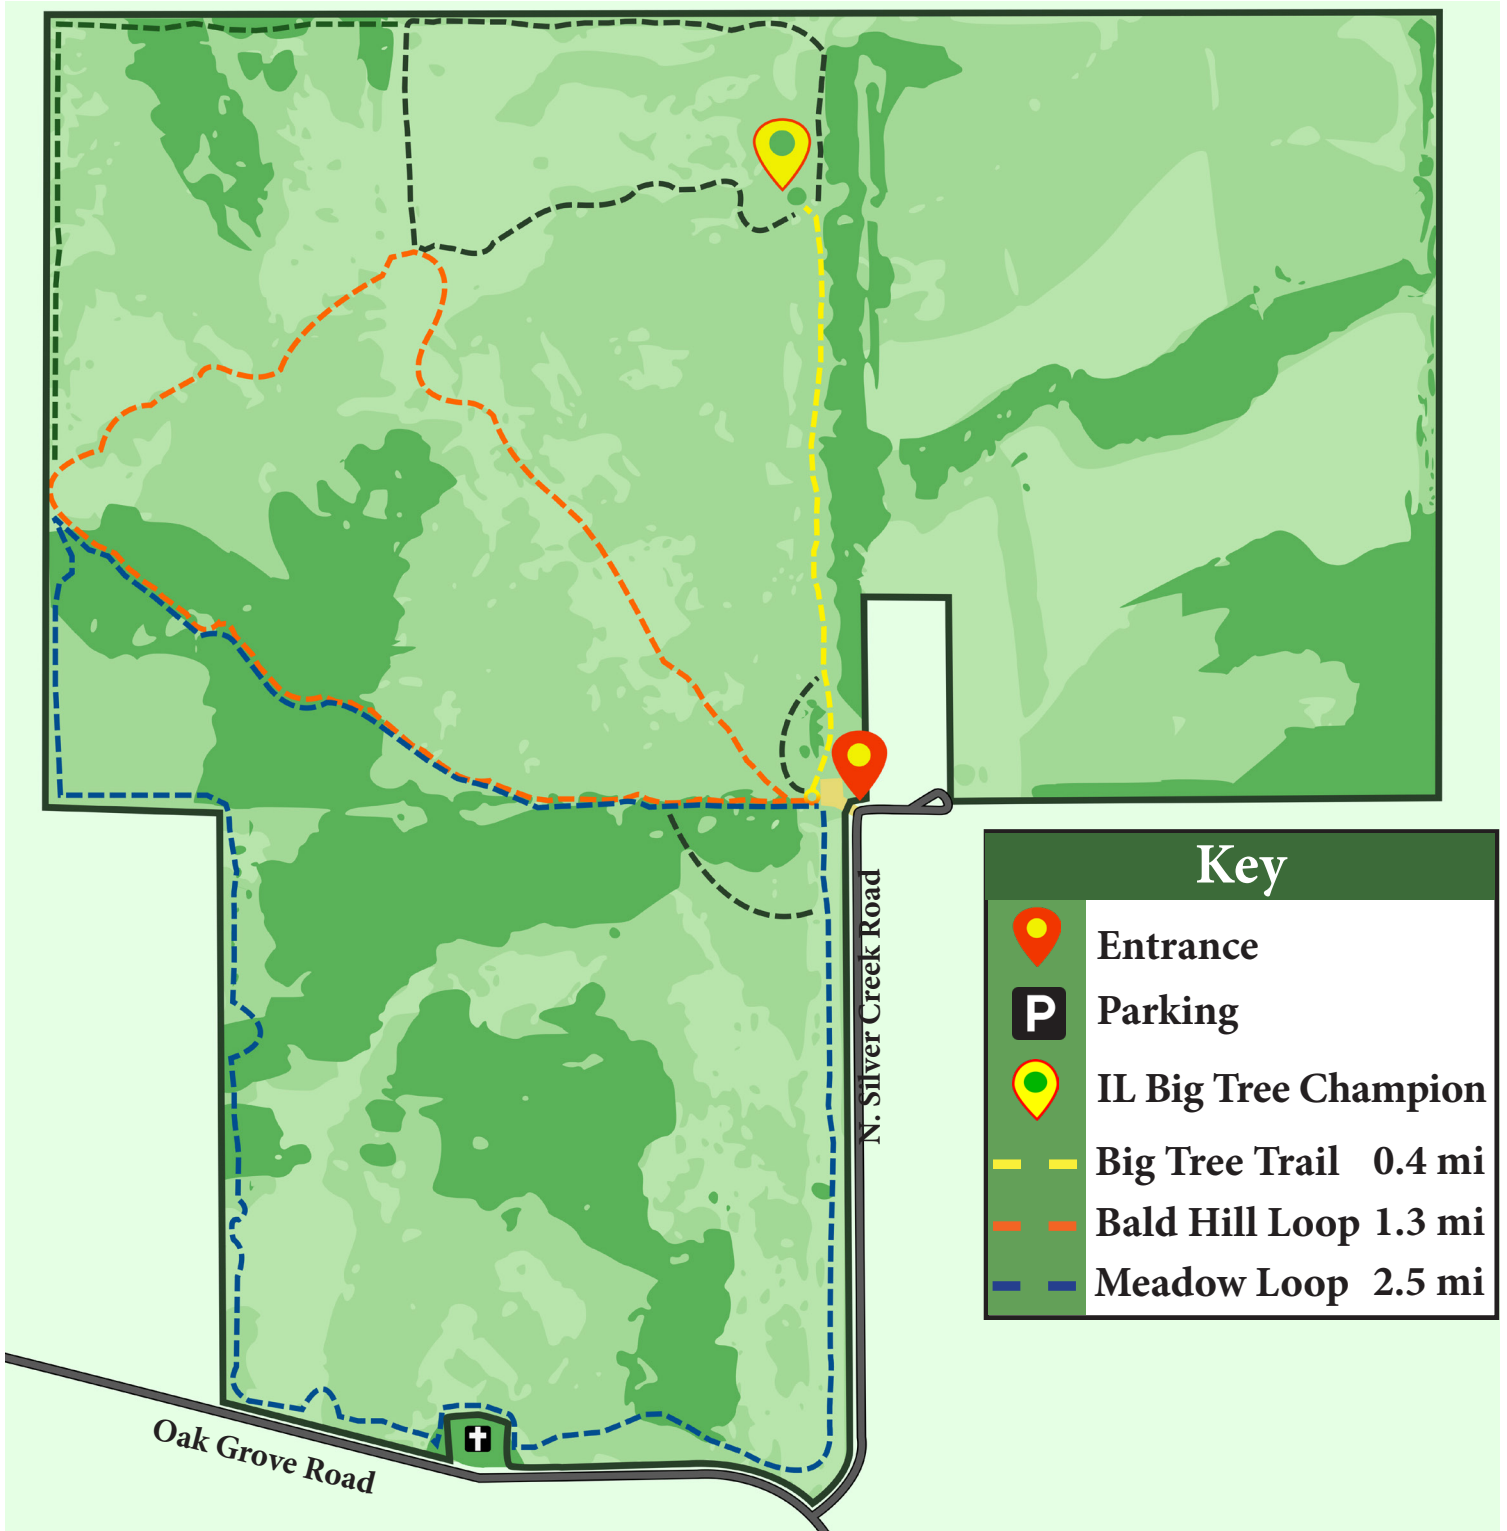 N. Silver Creek Road
Key
Entrance
P
Parking
IL Big Tree Champion
Big Tree Trail 0.4 mi
Bald Hill Loop 1.3 mi
Meadow Loop 2.5 mi
Oak Grove Road